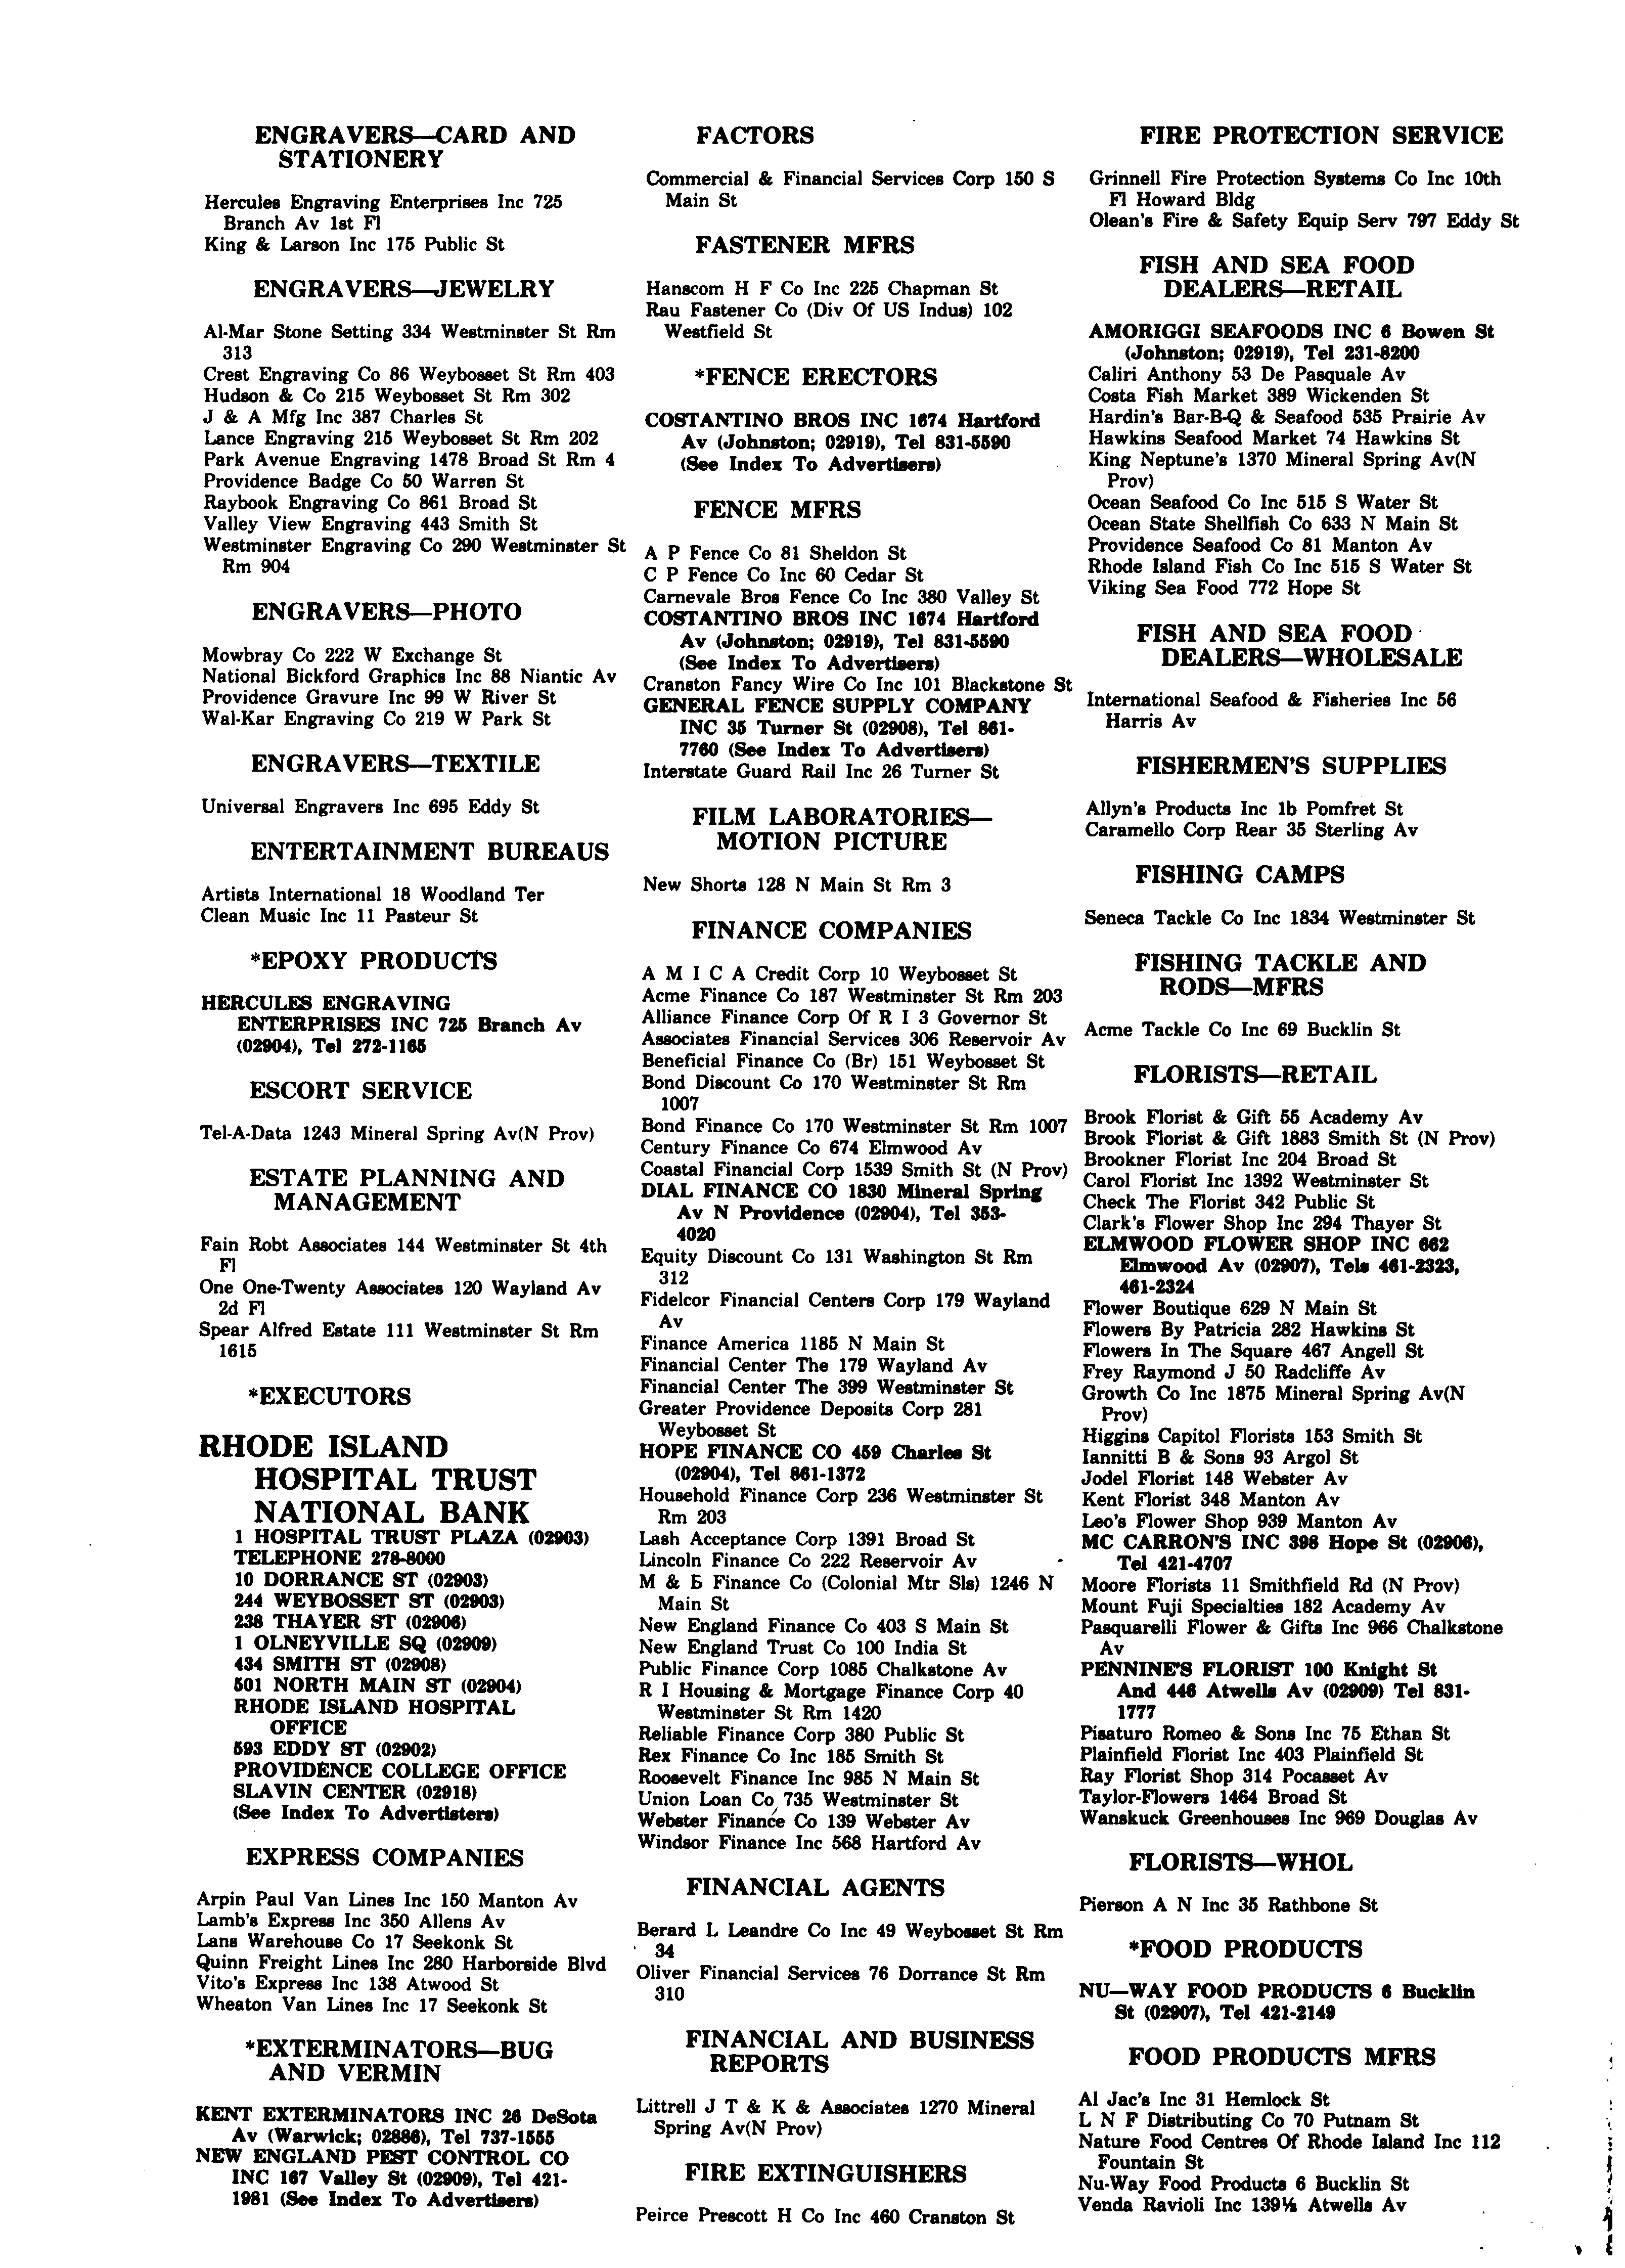 ENGRAVERS—CARD AND
STATIONERY
Hercules Engraving Enterprises Inc 725
Branch Av 1st Fl
King & Larson Inc 175 Public St
ENGRAVERS—JEWELRY
Al-Mar Stone Setting 334 Westminster St Rm
313
Crest Engraving Co 86 Weybosset St Rm 403
Hudson & Co 215 Weybosset St Rm 302
J & A Mfg Inc 387 Charles St
Lance Engraving 215 Weybosset St Rm 202
Park Avenue Engraving 1478 Broad St Rm 4
Providence Badge Co 50 Warren St
Raybook Engraving Co 861 Broad St
Valley View Engraving 443 Smith St
Westminster Engraving Co 290 Westminster St
Rm 904
ENGRAVERS—PHOTO
Mowbray Co 222 W Exchange St
National Bickford Graphics Inc 88 Niantic Av
Providence Gravure Inc 99 W River St
Wal-Kar Engraving Co 219 W Park St
ENGRAVERS—TEXTILE
Universal Engravers Inc 695 Eddy St
ENTERTAINMENT BUREAUS
Artists International 18 Woodland Ter
Clean Music Inc 11 Pasteur St
*EPOXY PRODUCTS
HERCULES ENGRAVING
ENTERPRISES INC 725 Branch Av
(02904), Tel 272-1165
ESCORT SERVICE
Tel-A-Data 1243 Mineral Spring Av(N Prov)
ESTATE PLANNING AND
MANAGEMENT
Fain Robt Associates 144 Westminster St 4th
Fl
One One-Twenty Associates 120 Wayland Av
2d Fl
Spear Alfred Estate 111 Westminster St Rm
1615
*EXECUTORS
RHODE ISLAND
HOSPITAL TRUST
NATIONAL BANK
1 HOSPITAL TRUST PLAZA (02903)
TELEPHONE 278-8000
10 DORRANCE ST (02903)
244 WEYBOSSET ST (02903)
238 THAYER ST (02906)
1 OLNEYVILLE SQ (02909)
434 SMITH ST (02908)
501 NORTH MAIN ST (02904)
RHODE ISLAND HOSPITAL
OFFICE
593 EDDY ST (02902)
PROVIDENCE COLLEGE OFFICE
SLAVIN CENTER (02918)
(See Index To Advertisters)
EXPRESS COMPANIES
Arpin Paul Van Lines Inc 150 Manton Av
Lamb's Express Inc 350 Allens Av
Lans Warehouse Co 17 Seekonk St
Quinn Freight Lines Inc 280 Harborside Blvd
Vito's Express Inc 138 Atwood St
Wheaton Van Lines Inc 17 Seekonk St
*EXTERMINATORS—BUG
AND VERMIN
KENT EXTERMINATORS INC 26 DeSota
Av (Warwick; 02886), Tel 737-1555
NEW ENGLAND PEST CONTROL CO
INC 167 Valley St (02909), Tel 421-
1981 (See Index To Advertisers)
FACTORS
Commercial & Financial Services Corp 150 S
Main St
FASTENER MFRS
Hanscom H F Co Inc 225 Chapman St
Rau Fastener Co (Div Of US Indus) 102
Westfield St
*FENCE ERECTORS
COSTANTINO BROS INC 1674 Hartford
Av (Johnston; 02919), Tel 831-5590
(See Index To Advertisers)
FENCE MFRS
A P Fence Co 81 Sheldon St
C P Fence Co Inc 60 Cedar St
Carnevale Bros Fence Co Inc 380 Valley St
COSTANTINO BROS INC 1674 Hartford
Av (Johnston; 02919), Tel 831-5590
(See Index To Advertisers)
Cranston Fancy Wire Co Inc 101 Blackstone St
GENERAL FENCE SUPPLY COMPANY
INC 35 Turner St (02908), Tel 861-
7760 (See Index To Advertisers)
Interstate Guard Rail Inc 26 Turner St
FILM LABORATORIES—
MOTION PICTURE
New Shorts 128 N Main St Rm 3
FINANCE COMPANIES
A M I C A Credit Corp 10 Weybosset St
Acme Finance Co 187 Westminster St Rm 203
Alliance Finance Corp Of R I 3 Governor St
Associates Financial Services 306 Reservoir Av
Beneficial Finance Co (Br) 151 Weybosset St
Bond Discount Co 170 Westminster St Rm
1007
Bond Finance Co 170 Westminster St Rm 1007
Century Finance Co 674 Elmwood Av
Coastal Financial Corp 1539 Smith St (N Prov)
DIAL FINANCE CO 1830 Mineral Spring
Av N Providence (02904), Tel 353-
4020
Equity Discount Co 131 Washington St Rm
312
Fidelcor Financial Centers Corp 179 Wayland
Av
Finance America 1185 N Main St
Financial Center The 179 Wayland Av
Financial Center The 399 Westminster St
Greater Providence Deposits Corp 281
Weybosset St
HOPE FINANCE CO 459 Charles St
(02904), Tel 861-1372
Household Finance Corp 236 Westminster St
Rm 203
Lash Acceptance Corp 1391 Broad St
Lincoln Finance Co 222 Reservoir Av
M & Finance Co (Colonial Mtr Sls) 1246 N
Main St
New England Finance Co 403 S Main St
New England Trust Co 100 India St
Public Finance Corp 1085 Chalkstone Av
R I Housing & Mortgage Finance Corp 40
Westminster St Rm 1420
Reliable Finance Corp 380 Public St
Rex Finance Co Inc 185 Smith St
Roosevelt Finance Inc 985 N Main St
Union Loan Co 735 Westminster St
Webster Finance Co 139 Webster Av
Windsor Finance Inc 568 Hartford Av
FINANCIAL AGENTS
Berard L Leandre Co Inc 49 Weybosset St Rm
34
Oliver Financial Services 76 Dorrance St Rm
310
FINANCIAL AND BUSINESS
REPORTS
Littrell J T & K & Associates 1270 Mineral
Spring Av(N Prov)
FIRE EXTINGUISHERS
Peirce Prescott H Co Inc 460 Cranston St
FIRE PROTECTION SERVICE
Grinnell Fire Protection Systems Co Inc 10th
Fl Howard Bldg
Olean's Fire & Safety Equip Serv 797 Eddy St
FISH AND SEA FOOD
DEALERS—RETAIL
AMORIGGI SEAFOODS INC 6 Bowen St
(Johnston; 02919), Tel 231-8200
Caliri Anthony 53 De Pasquale Av
Costa Fish Market 389 Wickenden St
Hardin's Bar-B-Q & Seafood 535 Prairie Av
Hawkins Seafood Market 74 Hawkins St
King Neptune's 1370 Mineral Spring Av(N
Prov)
Ocean Seafood Co Inc 515 S Water St
Ocean State Shellfish Co 633 N Main St
Providence Seafood Co 81 Manton Av
Rhode Island Fish Co Inc 515 S Water St
Viking Sea Food 772 Hope St
FISH AND SEA FOOD
DEALERS—WHOLESALE
International Seafood & Fisheries Inc 56
Harris Av
FISHERMEN'S SUPPLIES
Allyn's Products Inc 1b Pomfret St
Caramello Corp Rear 35 Sterling Av
FISHING CAMPS
Seneca Tackle Co Inc 1834 Westminster St
FISHING TACKLE AND
RODS—MFRS
Acme Tackle Co Inc 69 Bucklin St
FLORISTS—RETAIL
Brook Florist & Gift 55 Academy Av
Brook Florist & Gift 1883 Smith St (N Prov)
Brookner Florist Inc 204 Broad St
Carol Florist Inc 1392 Westminster St
Check The Florist 342 Public St
Clark's Flower Shop Inc 294 Thayer St
ELMWOOD FLOWER SHOP INC 662
Elmwood Av (02907), Tels 461-2323,
461-2324
Flower Boutique 629 N Main St
Flowers By Patricia 282 Hawkins St
Flowers In The Square 467 Angell St
Frey Raymond J 50 Radcliffe Av
Growth Co Inc 1875 Mineral Spring Av(N
Prov)
Higgins Capitol Florists 153 Smith St
Iannitti B & Sons 93 Argol St
Jodel Florist 148 Webster Av
Kent Florist 348 Manton Av
Leo's Flower Shop 939 Manton Av
MC CARRON'S INC 398 Hope St (02906),
Tel 421-4707
Moore Florists 11 Smithfield Rd (N Prov)
Mount Fuji Specialties 182 Academy Av
Pasquarelli Flower & Gifts Inc 966 Chalkstone
Av
PENNINE'S FLORIST 100 Knight St
And 446 Atwells Av (02909) Tel 831-
1777
Pisaturo Romeo & Sons Inc 75 Ethan St
Plainfield Florist Inc 403 Plainfield St
Ray Florist Shop 314 Pocasset Av
Taylor-Flowers 1464 Broad St
Wanskuck Greenhouses Inc 969 Douglas Av
FLORISTS—WHOL
Pierson A N Inc 35 Rathbone St
*FOOD PRODUCTS
NU—WAY FOOD PRODUCTS 6 Bucklin
St (02907), Tel 421-2149
FOOD PRODUCTS MFRS
Al Jac's Inc 31 Hemlock St
L N F Distributing Co 70 Putnam St
Nature Food Centres Of Rhode Island Inc 112
Fountain St
Nu-Way Food Products 6 Bucklin St
Venda Ravioli Inc 139½ Atwells Av